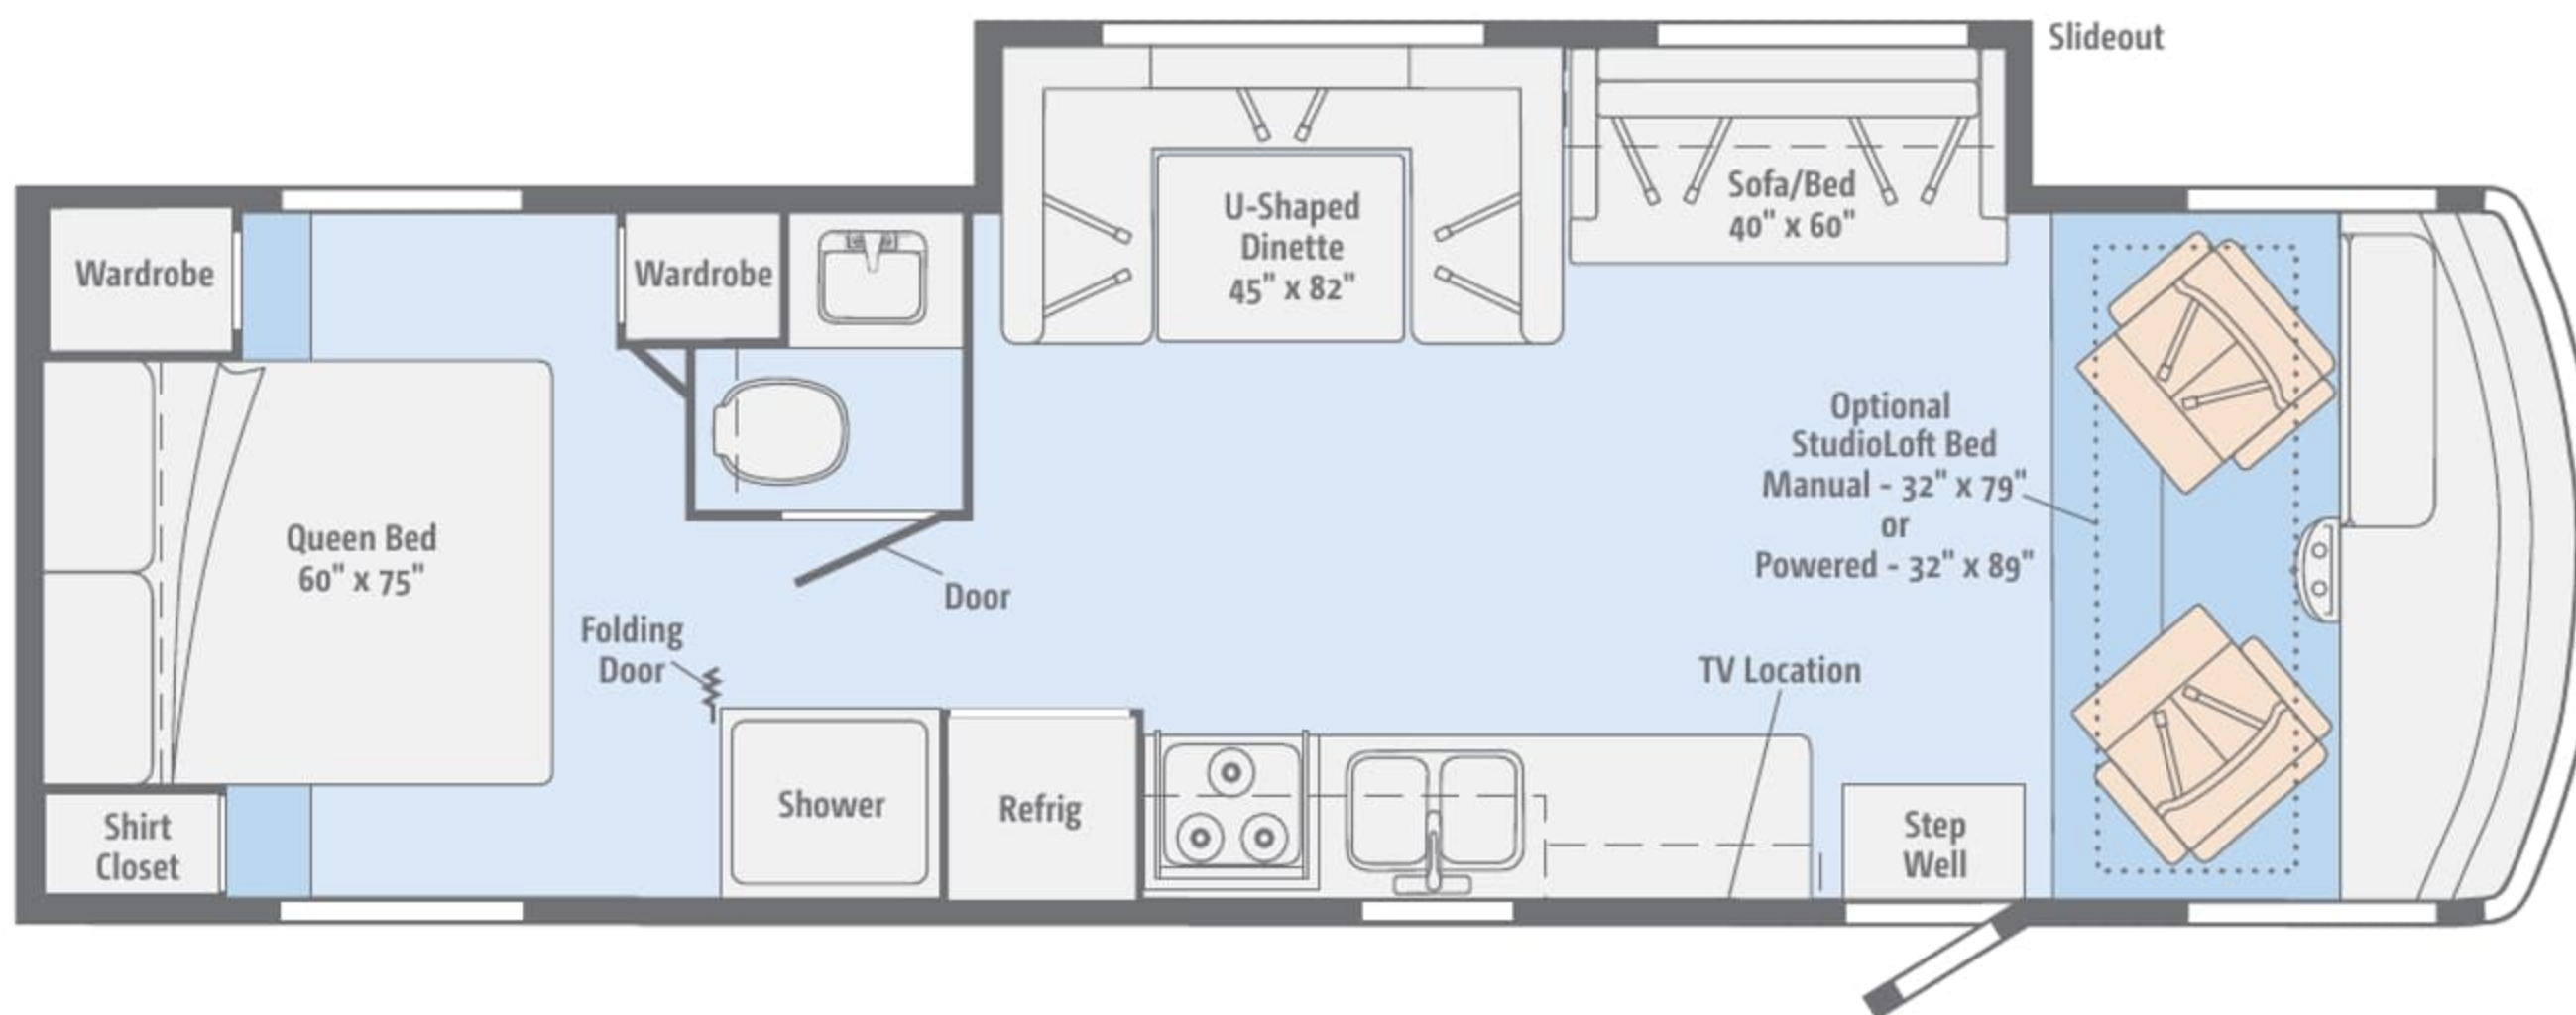 Slideout
U-Shaped
Dinette
45" x 82"
Sofa/Bed
40" x 60"
Wardrobe
Wardrobe
Optional
StudioLoft Bed
Manual - 32" x 79"
or
Powered - 32" x 89"
Queen Bed
60" x 75"
Door
Folding
Door
TV Location
Shirt
Closet
Shower
Refrig
Step
Well